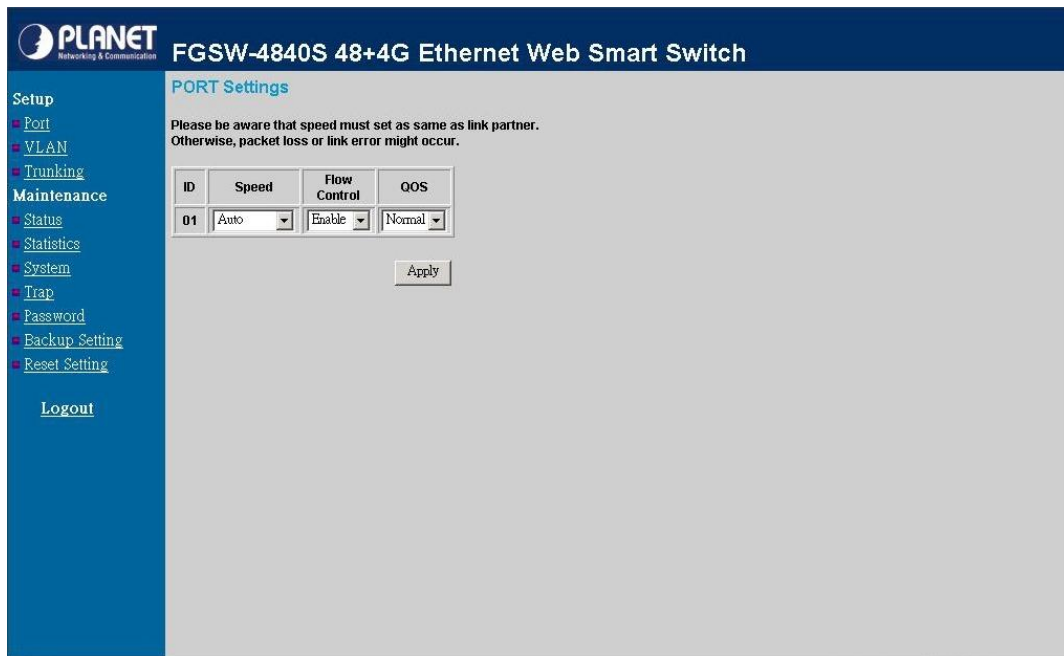 PLANET
Networking & Communication
FGSW-4840S 48+4G Ethernet Web Smart Switch
Setup
Port
VLAN
Trunking
Maintenance
Status
Statistics
System
Trap
Password
Backup Setting
Reset Setting
Logout
PORT Settings
Please be aware that speed must set as same as link partner.
Otherwise, packet loss or link error might occur.
ID Speed Flow Control QOS
01 Auto Enable Normal
Apply